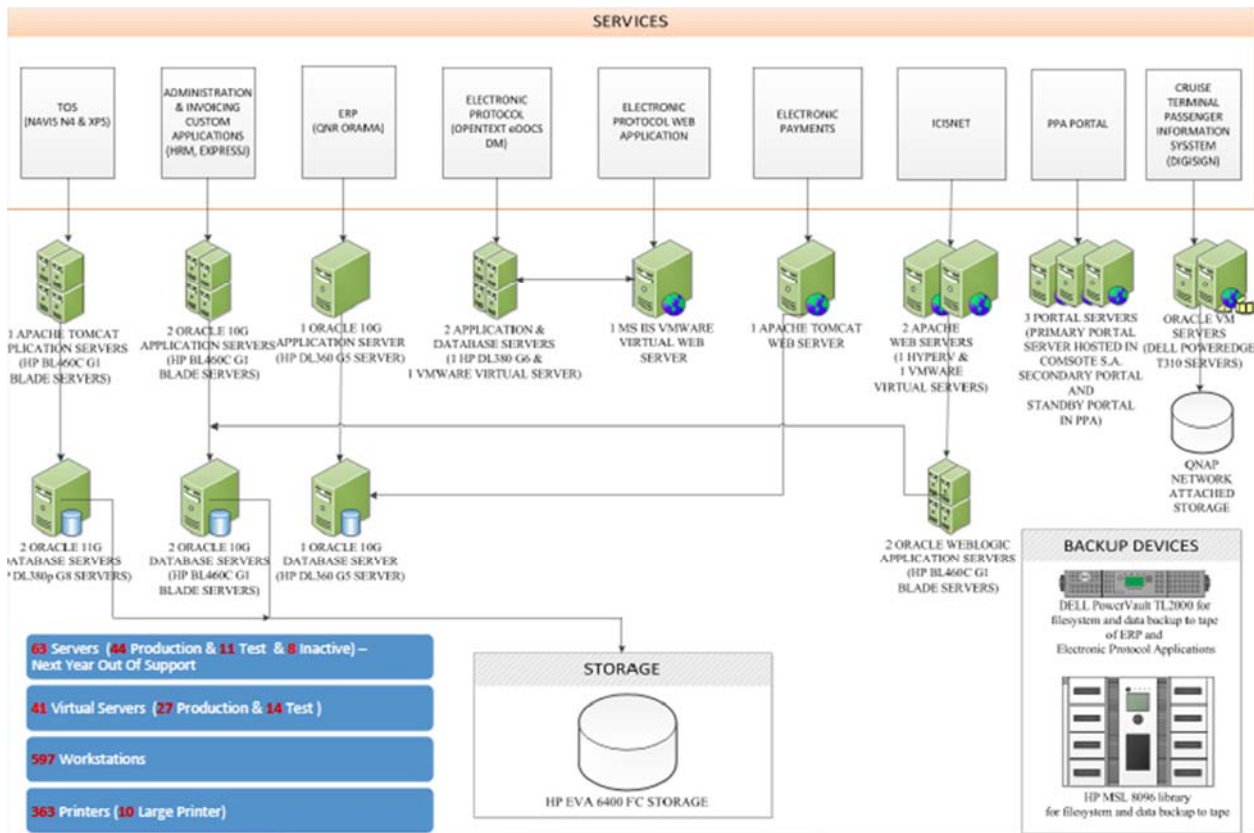 SERVICES
TOS
(NAVIS N4 & XPS)
ADMINISTRATION
& INVOICING
CUSTOM
APPLICATIONS
(HRM, EXPRESSJ)
ERP
(QNR ORAMA)
ELECTRONIC
PROTOCOL
(OPENTEXT eDOCS
DM)
ELECTRONIC
PROTOCOL WEB
APPLICATION
ELECTRONIC
PAYMENTS
ICISNET
PPA PORTAL
CRUISE
TERMINAL
PASSENGER
INFORMATION
SYSSTEM
(DIGISIGN)
1 APACHE TOMCAT
PPLICATION SERVERS
(HP BL460C G1
BLADE SERVERS)
2 ORACLE 10G
APPLICATION SERVERS
(HP BL460C G1
BLADE SERVERS)
1 ORACLE 10G
APPLICATION SERVER
(HP DL360 G5 SERVER)
2 APPLICATION &
DATABASE SERVERS
(1 HP DL380 G6 &
1 VMWARE VIRTUAL SERVER)
1 MS IIS VMWARE
VIRTUAL WEB
SERVER
1 APACHE TOMCAT
WEB SERVER
2 APACHE
WEB SERVERS
(1 HYPERV &
1 VMWARE
VIRTUAL SERVERS)
3 PORTAL SERVERS
(PRIMARY PORTAL
SERVER HOSTED IN
COMSOTE S.A.
SECONDARY PORTAL
AND
STANDBY PORTAL
IN PPA)
ORACLE VM
SERVERS
(DELL POWEREDGE
T310 SERVERS)
QNAP
NETWORK
ATTACHED
STORAGE
2 ORACLE 11G
DATABASE SERVERS
P DL380p G8 SERVERS)
2 ORACLE 10G
DATABASE SERVERS
(HP BL460C G1
BLADE SERVERS)
1 ORACLE 10G
DATABASE SERVER
(HP DL360 G5 SERVER)
2 ORACLE WEBLOGIC
APPLICATION SERVERS
(HP BL460C G1
BLADE SERVERS)
BACKUP DEVICES
DELL PowerVault TL2000 for
filesystem and data backup to tape
of ERP and
Electronic Protocol Applications
HP MSL 8096 library
for filesystem and data backup to tape
63 Servers (44 Production & 11 Test & 8 Inactive) –
Next Year Out Of Support
41 Virtual Servers (27 Production & 14 Test )
597 Workstations
363 Printers (10 Large Printer)
STORAGE
HP EVA 6400 FC STORAGE